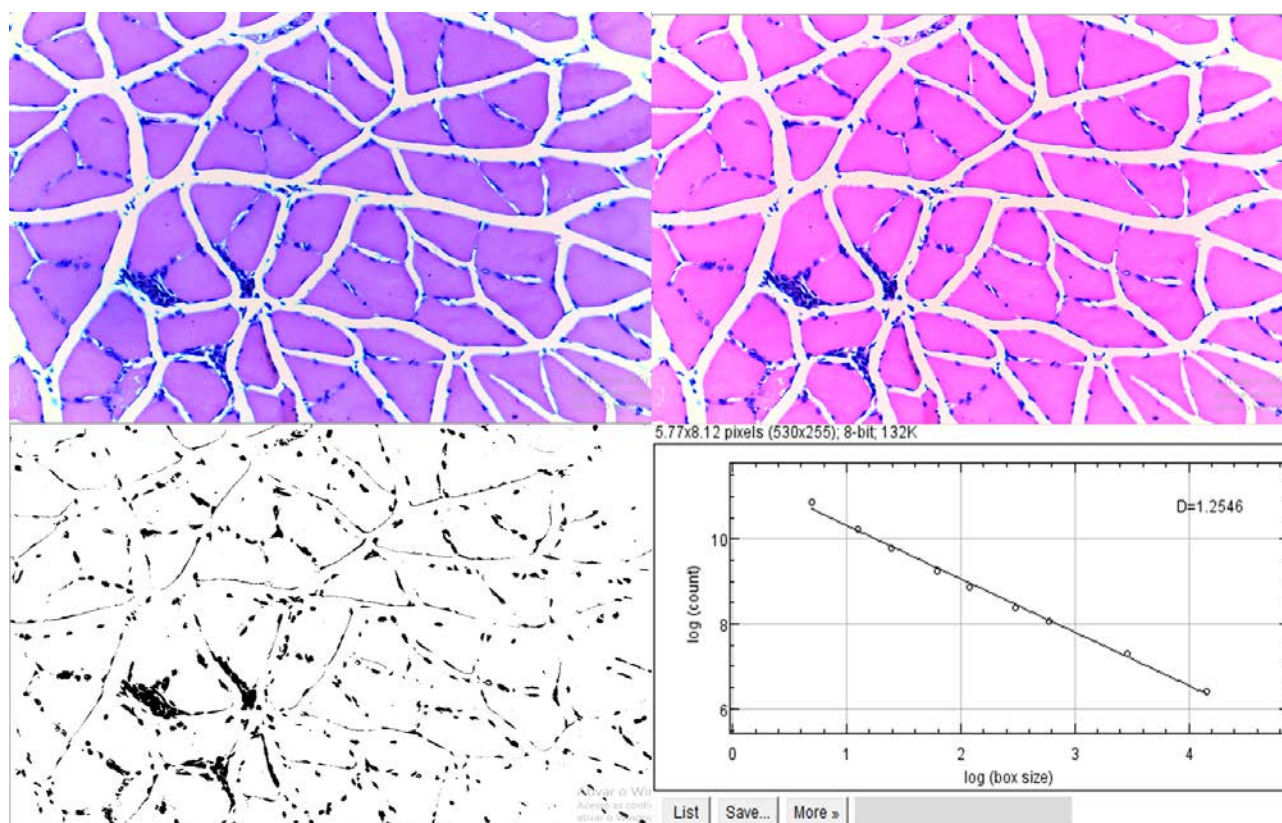 5.77x8.12 pixels (530x255); 8-bit; 132K
D=1.2546
10
8
6
log (count)
0 1 2 3 4
log (box size)
List Save... More »